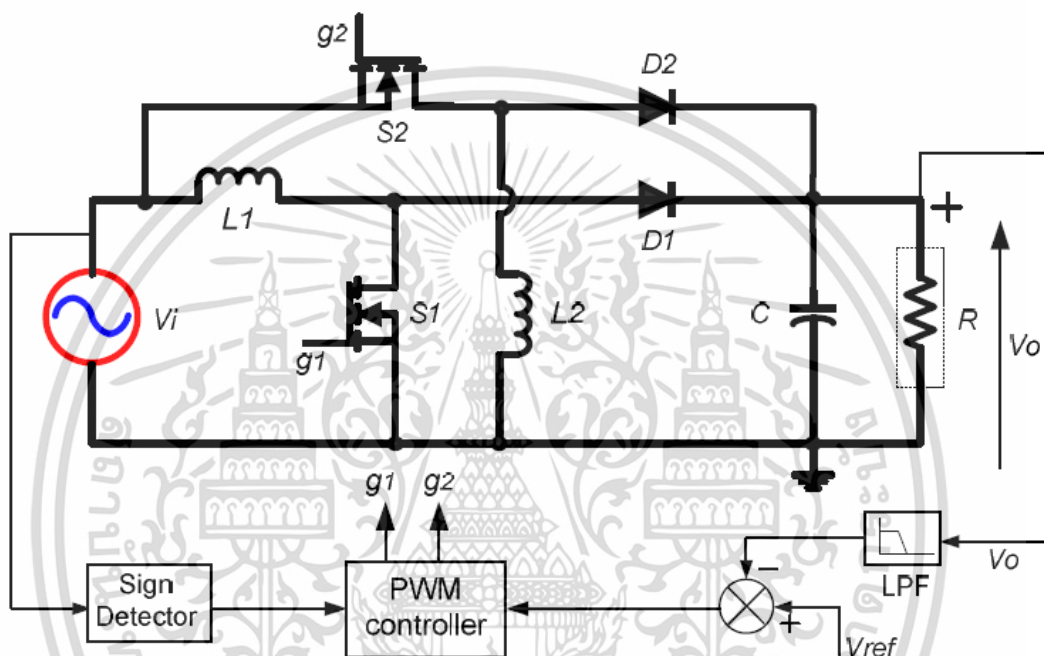 g2
D2
S2
L1
D1
Vi
S1
g1
L2
C
R
+
Vo
g1
g2
Sign
Detector
PWM
controller
−
+
Vref
LPF
Vo